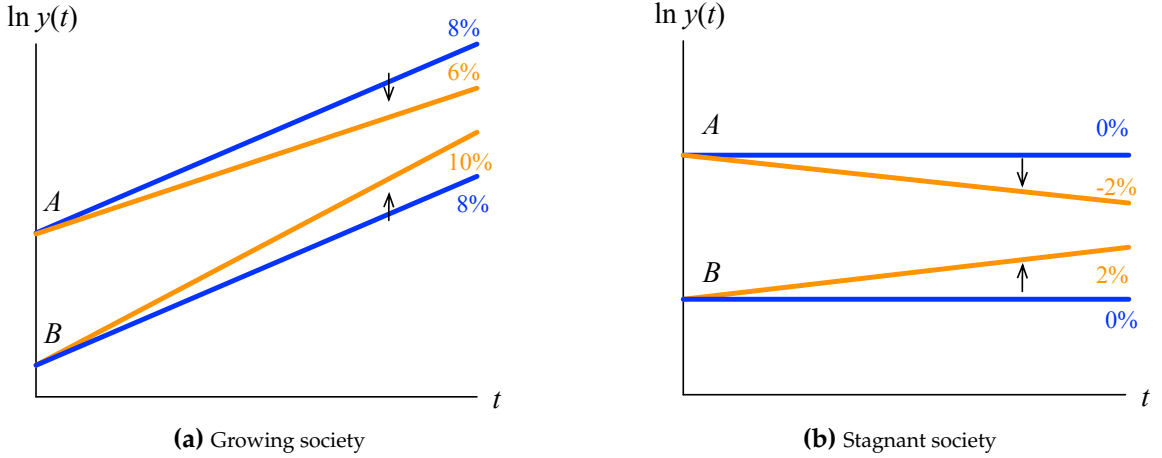 ln y(t)
8%
6%
A
10%
8%
B
t
(a) Growing society
ln y(t)
A
0%
-2%
B
2%
0%
t
(b) Stagnant society